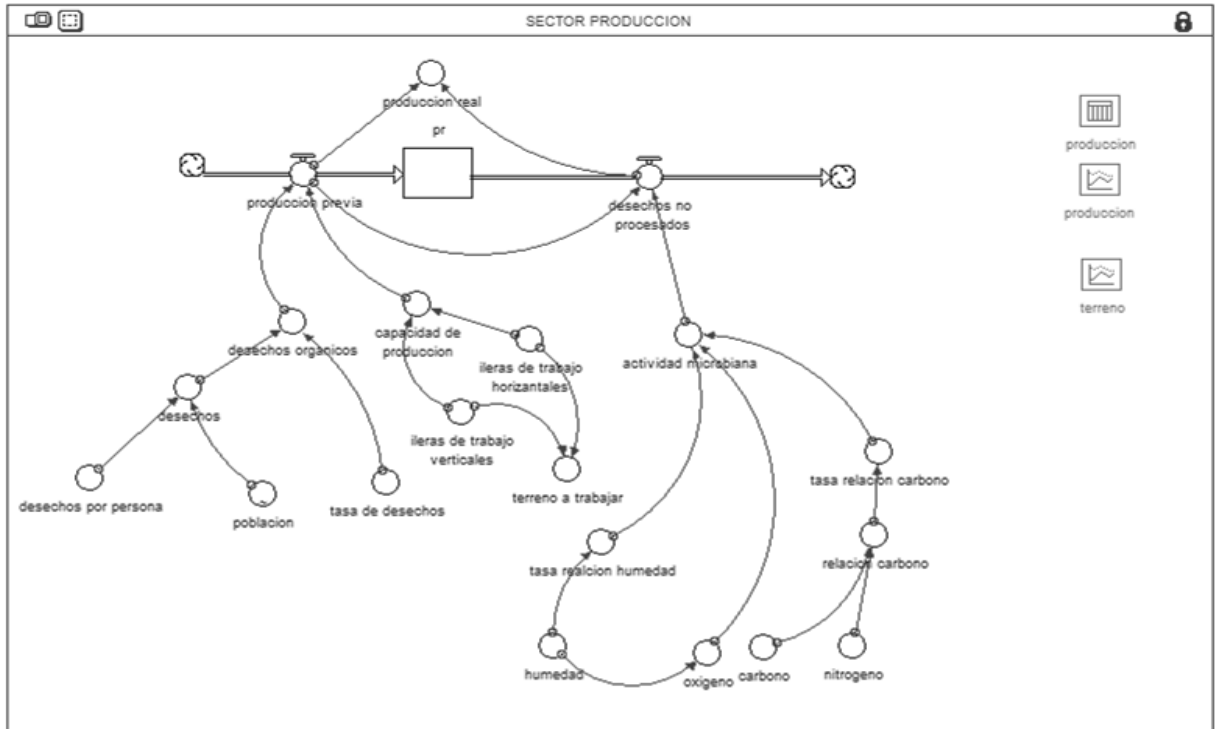 SECTOR PRODUCCION
produccion real
pr
produccion
produccion previa
desechos no
procesados
produccion
terreno
capacidad de
produccion
desechos organicos
ileras de trabajo
horizontales
actividad microbiana
desechos
ileras de trabajo
verticales
tasa relacion carbono
desechos por persona
poblacion
tasa de desechos
terreno a trabajar
tasa realcion humedad
relacion carbono
humedad
oxigeno
carbono
nitrogeno